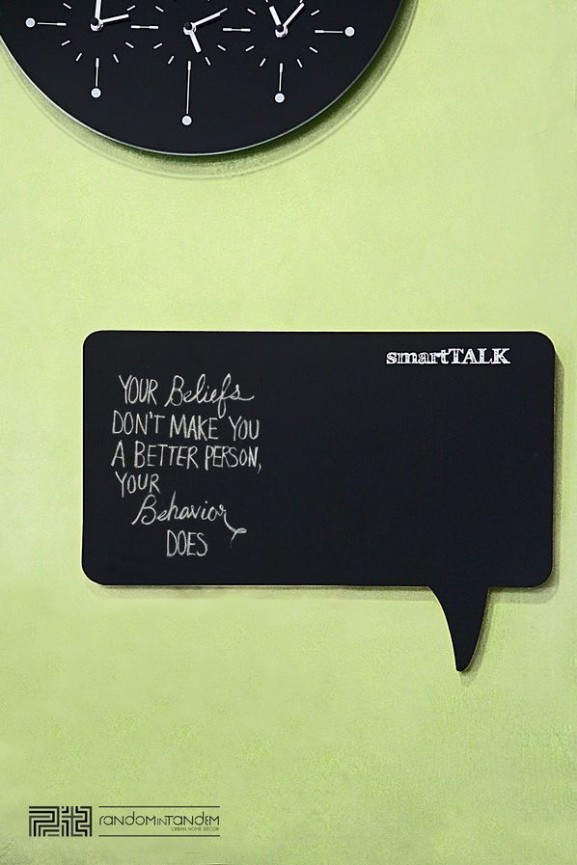 smartTALK
YOUR Beliefs
DON'T MAKE YOU
A BETTER PERSON,
YOUR
Behavior
DOES
RANDOMINTANDEM
URBAN HOME DECOR